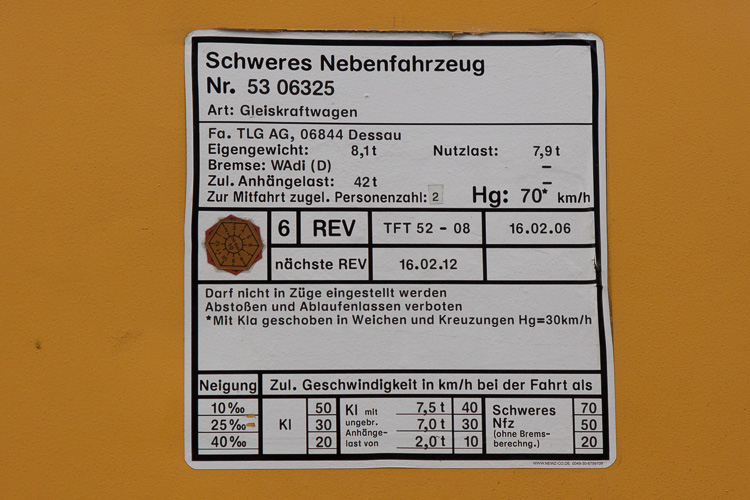 Schweres Nebenfahrzeug
Nr. 53 06325
Art: Gleiskraftwagen
Fa. TLG AG, 06844 Dessau
Eigengewicht: 8,1t Nutzlast: 7,9t
Bremse: WAdi (D) –
Zul. Anhängelast: 42t –
Zur Mitfahrt zugel. Personenzahl: 2 Hg: 70* km/h
6 REV TFT 52 - 08 16.02.06
nächste REV 16.02.12
Darf nicht in Züge eingestellt werden
Abstoßen und Ablaufenlassen verboten
*Mit Kla geschoben in Weichen und Kreuzungen Hg=30km/h
Neigung Zul. Geschwindigkeit in km/h bei der Fahrt als
10‰ 50 Kl mit 7,5t 40 Schweres 70
25‰ Kl 30 ungebr. 7,0t 30 Nfz 50
40‰ 20 Anhänge- 2,0t 10 (ohne Brems- 20
last von berechng.)